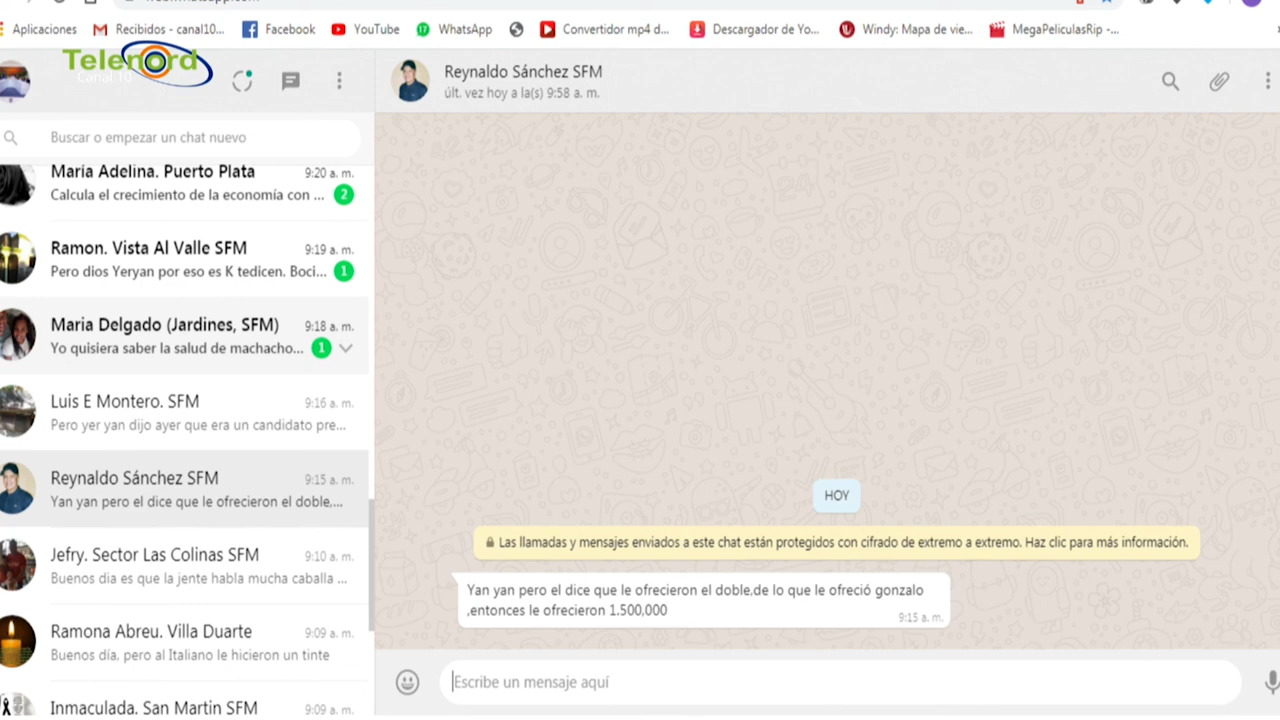 Aplicaciones
Recibidos - canal10...
Facebook
YouTube
WhatsApp
Convertidor mp4 d...
Descargador de Yo...
Windy: Mapa de vie...
MegaPeliculasRip -...
Telenord
Canal 10
Buscar o empezar un chat nuevo
María Adelina. Puerto Plata
9:20 a. m.
Calcula el crecimiento de la economía con ...
2
Ramon. Vista Al Valle SFM
9:19 a. m.
Pero dios Yeryan por eso es K tedicen. Boci...
1
Maria Delgado (Jardines, SFM)
9:18 a. m.
Yo quisiera saber la salud de machacho...
1
Luis E Montero. SFM
9:16 a. m.
Pero yer yan dijo ayer que era un candidato pre...
Reynaldo Sánchez SFM
9:15 a. m.
Yan yan pero el dice que le ofrecieron el doble,...
Jefry. Sector Las Colinas SFM
9:10 a. m.
Buenos dia es que la jente habla mucha caballa ...
Ramona Abreu. Villa Duarte
9:09 a. m.
Buenos día, pero al Italiano le hicieron un tinte
Inmaculada. San Martin SFM
9:09 a. m.
Reynaldo Sánchez SFM
últ. vez hoy a la(s) 9:58 a. m.
HOY
Las llamadas y mensajes enviados a este chat están protegidos con cifrado de extremo a extremo. Haz clic para más información.
Yan yan pero el dice que le ofrecieron el doble,de lo que le ofreció gonzalo
,entonces le ofrecieron 1.500,000
9:15 a. m.
Escribe un mensaje aquí